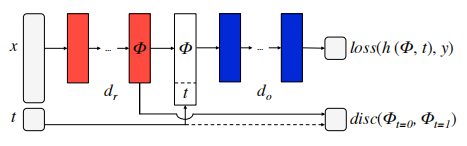 x ... Φ Φ ... loss(h (Φ, t), y)
d_r t d_o
t disc(Φ_{t=0}, Φ_{t=1})